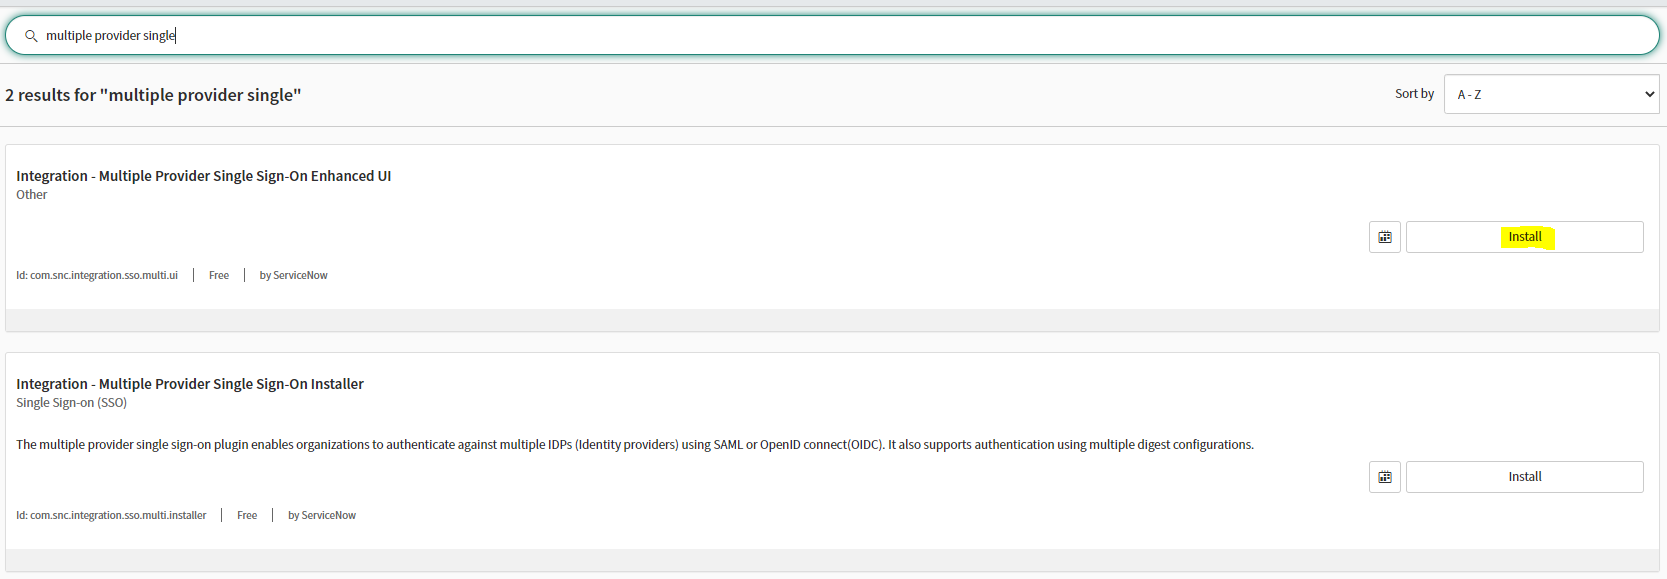 multiple provider single
2 results for "multiple provider single"
Sort by
A - Z
Integration - Multiple Provider Single Sign-On Enhanced UI
Other
Install
Id: com.snc.integration.sso.multi.ui | Free | by ServiceNow
Integration - Multiple Provider Single Sign-On Installer
Single Sign-on (SSO)
The multiple provider single sign-on plugin enables organizations to authenticate against multiple IDPs (Identity providers) using SAML or OpenID connect(OIDC). It also supports authentication using multiple digest configurations.
Install
Id: com.snc.integration.sso.multi.installer | Free | by ServiceNow